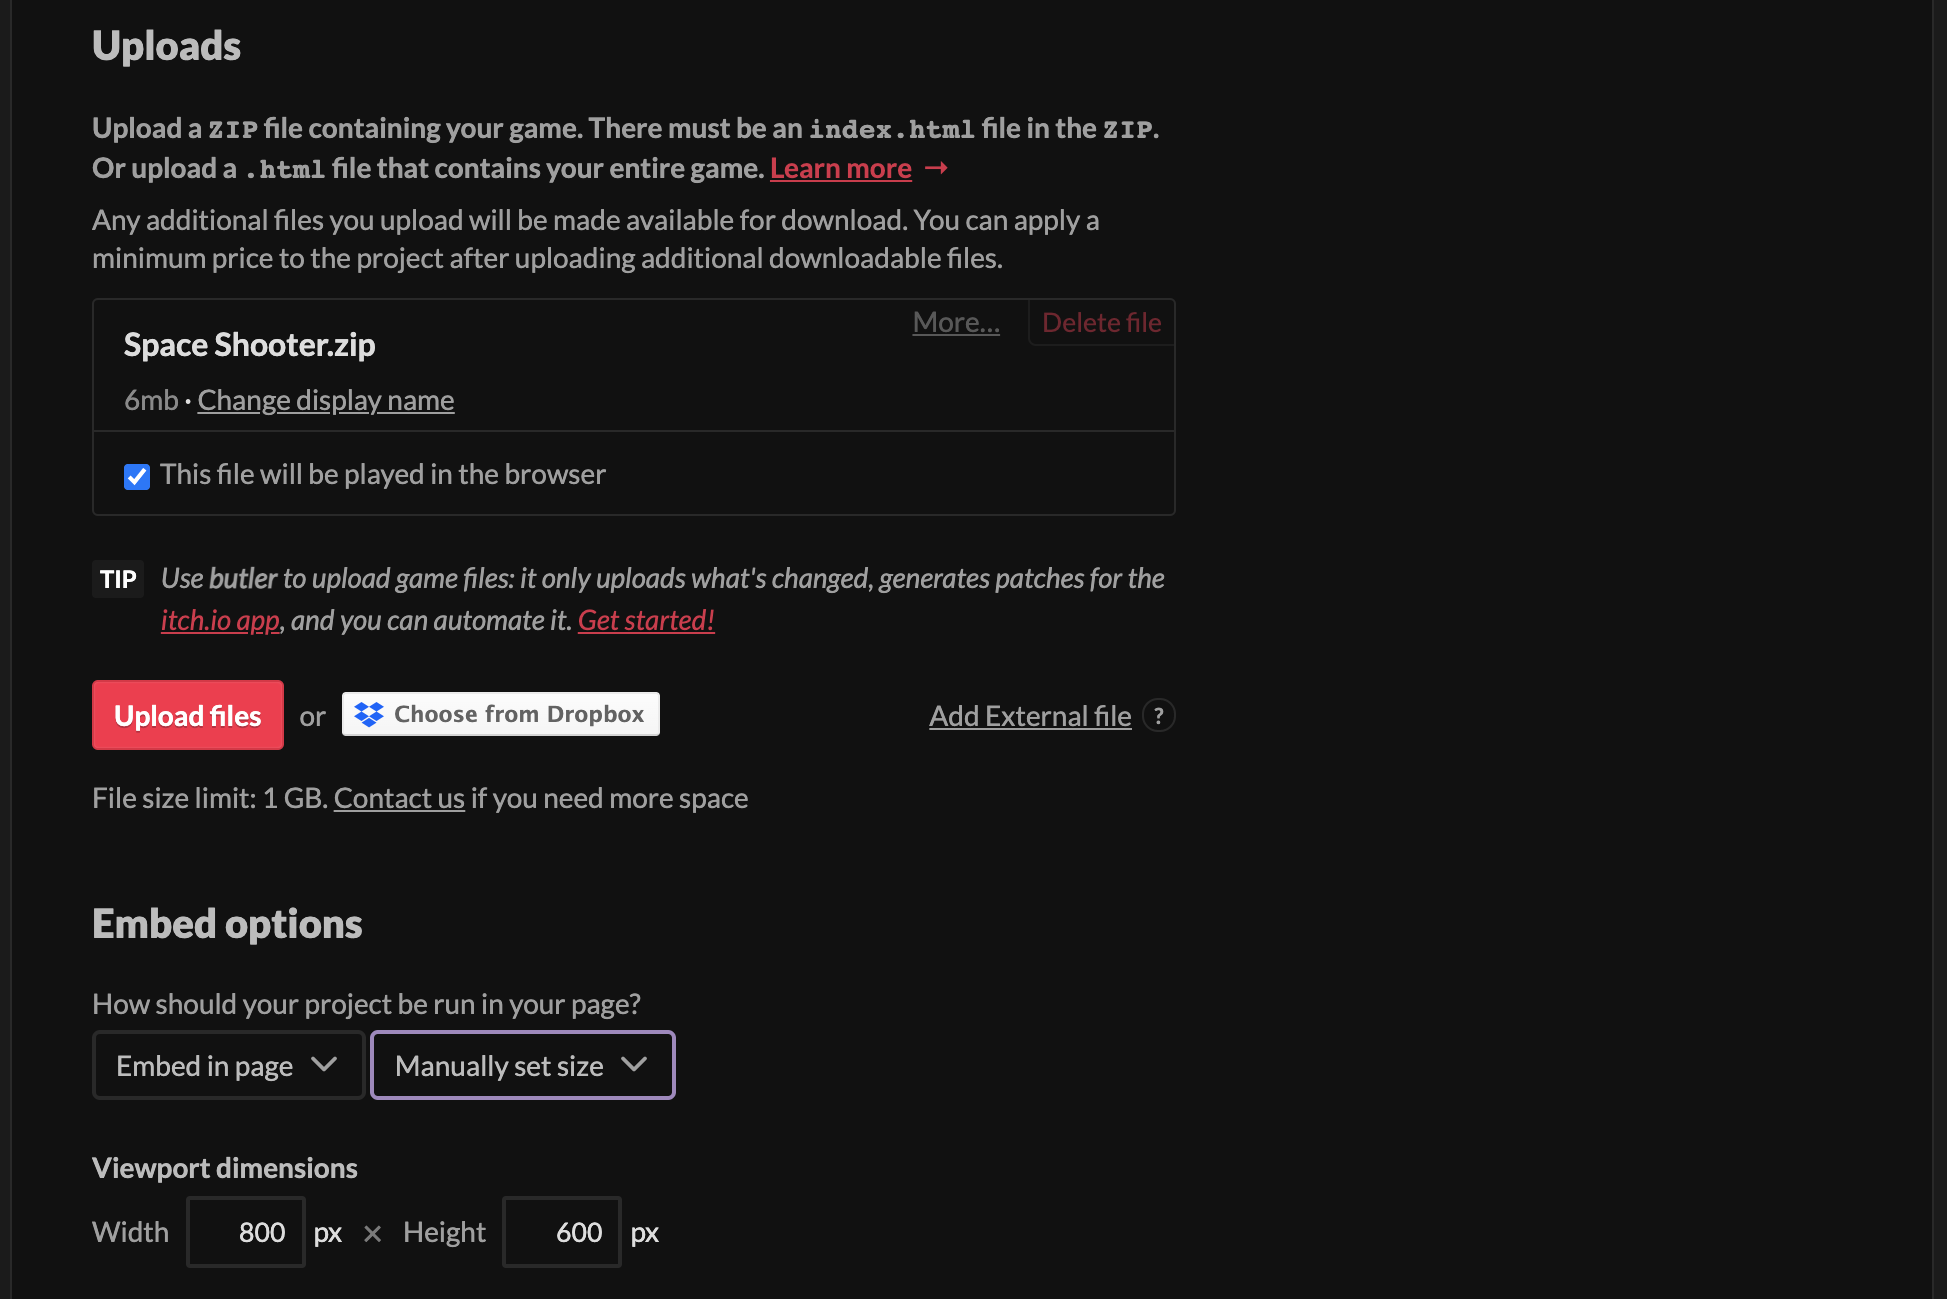 Uploads
Upload a ZIP file containing your game. There must be an index.html file in the ZIP.
Or upload a .html file that contains your entire game. Learn more →
Any additional files you upload will be made available for download. You can apply a
minimum price to the project after uploading additional downloadable files.
More... Delete file
Space Shooter.zip
6mb · Change display name
This file will be played in the browser
TIP Use butler to upload game files: it only uploads what's changed, generates patches for the
itch.io app, and you can automate it. Get started!
Upload files or Choose from Dropbox Add External file ?
File size limit: 1 GB. Contact us if you need more space
Embed options
How should your project be run in your page?
Embed in page Manually set size
Viewport dimensions
Width 800 px × Height 600 px